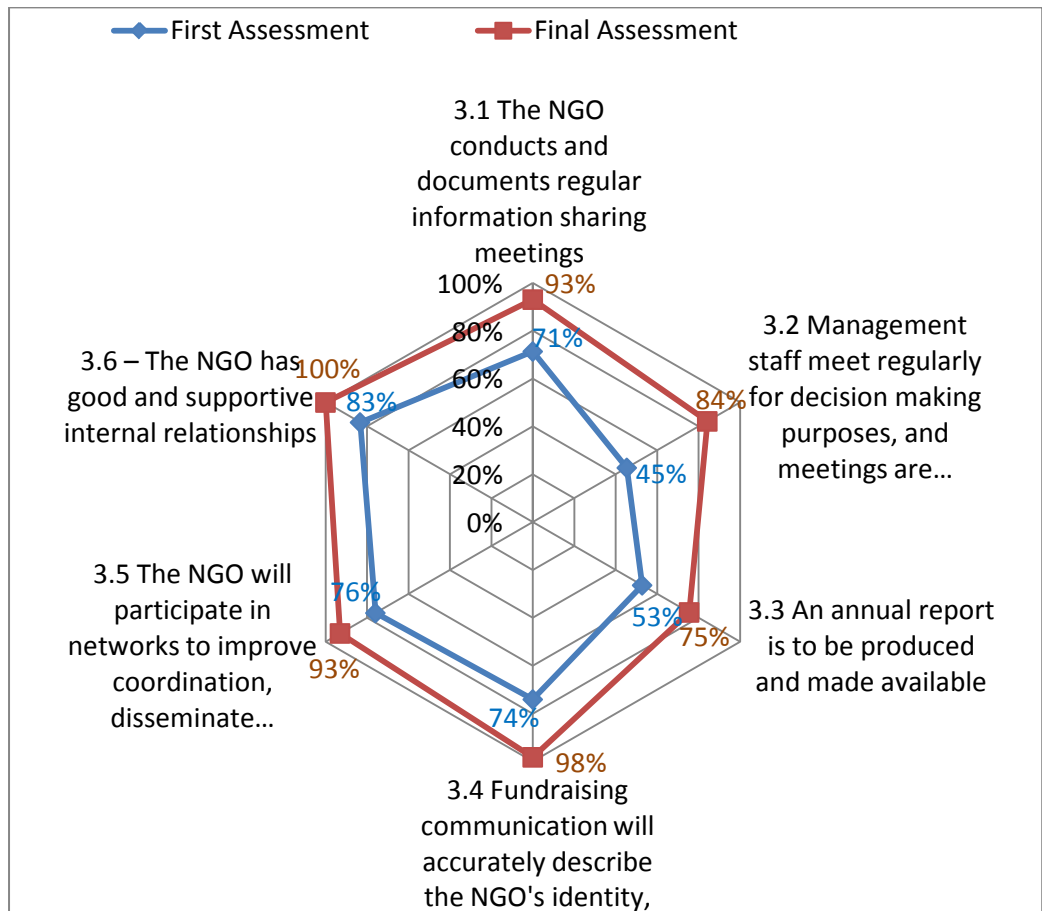 First Assessment
Final Assessment
3.1 The NGO
conducts and
documents regular
information sharing
meetings
100%
80%
60%
40%
20%
0%
93%
71%
3.2 Management
staff meet regularly
for decision making
purposes, and
meetings are…
84%
45%
3.3 An annual report
is to be produced
and made available
53%
75%
3.4 Fundraising
communication will
accurately describe
the NGO's identity,
74%
98%
3.5 The NGO will
participate in
networks to improve
coordination,
disseminate…
76%
93%
3.6 – The NGO has
good and supportive
internal relationships
100%
83%